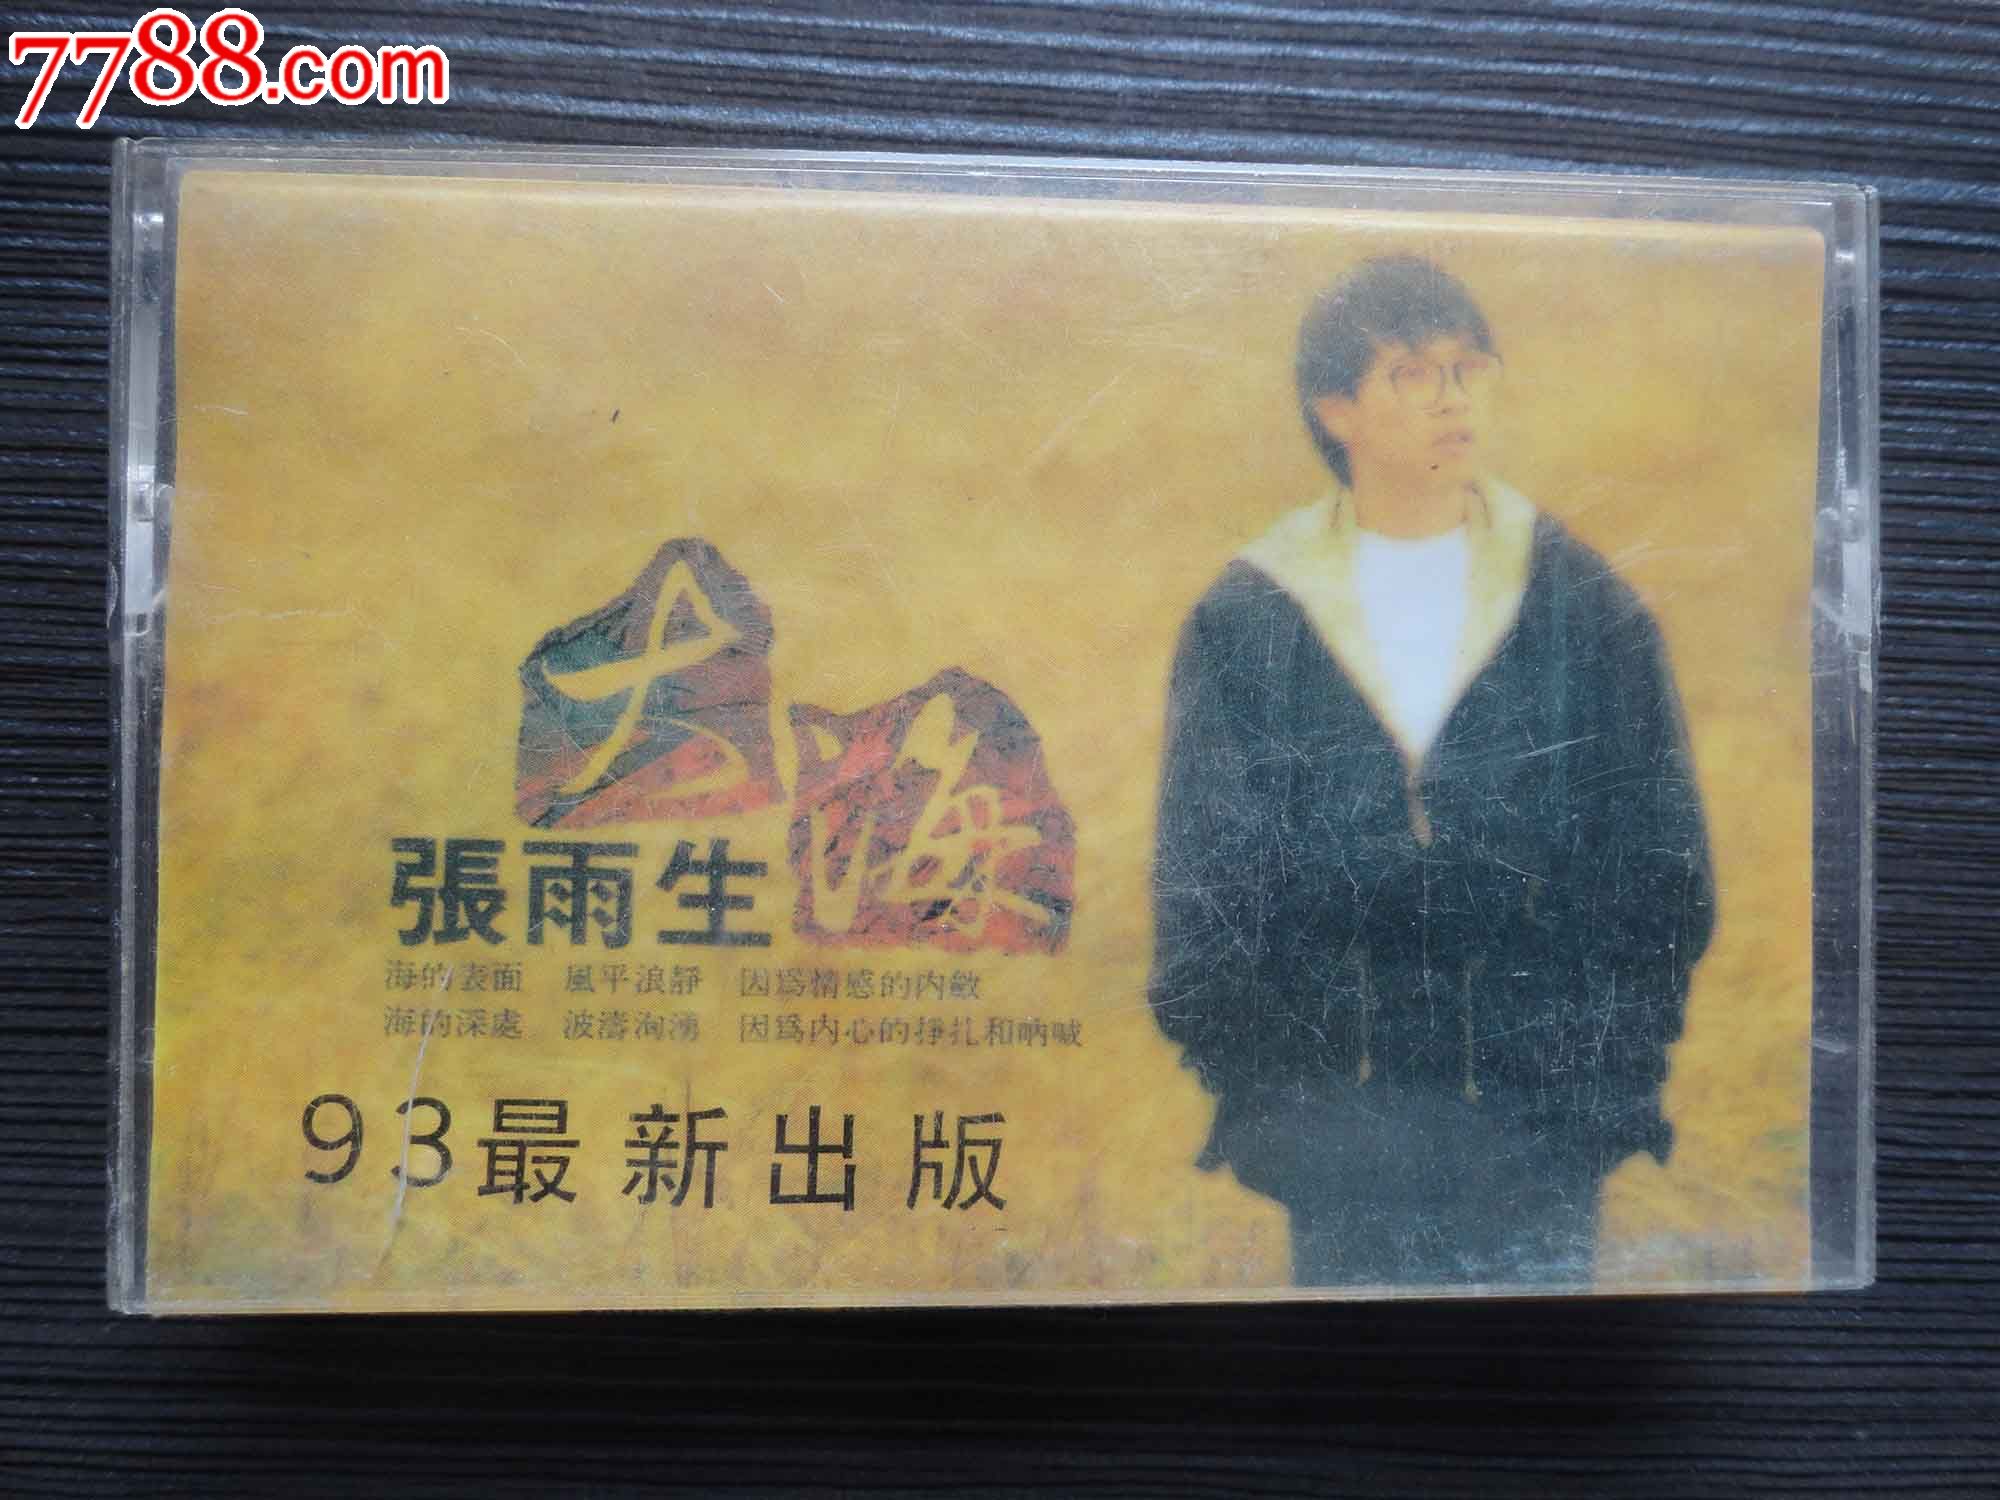 7788.com
大海
張雨生
海的表面 風平浪靜 因爲情感的内斂
海的深處 波濤洶湧 因爲内心的掙扎和吶喊
93最新出版